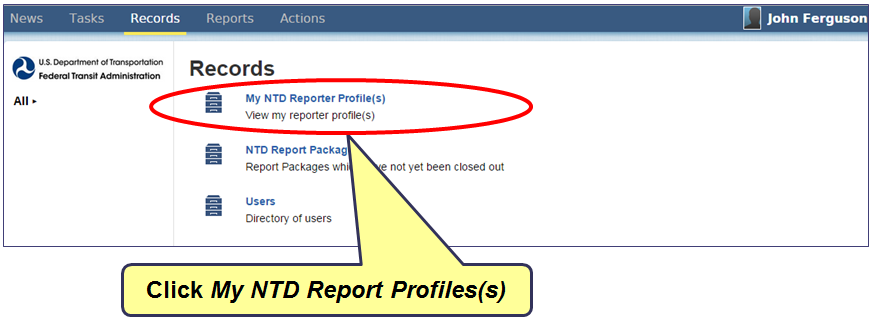 News Tasks Records Reports Actions John Ferguson
U.S. Department of Transportation
Federal Transit Administration
All ▸
Records
My NTD Reporter Profile(s)
View my reporter profile(s)
NTD Report Packag
Report Packages whi ve not yet been closed out
Users
Directory of users
Click My NTD Report Profiles(s)